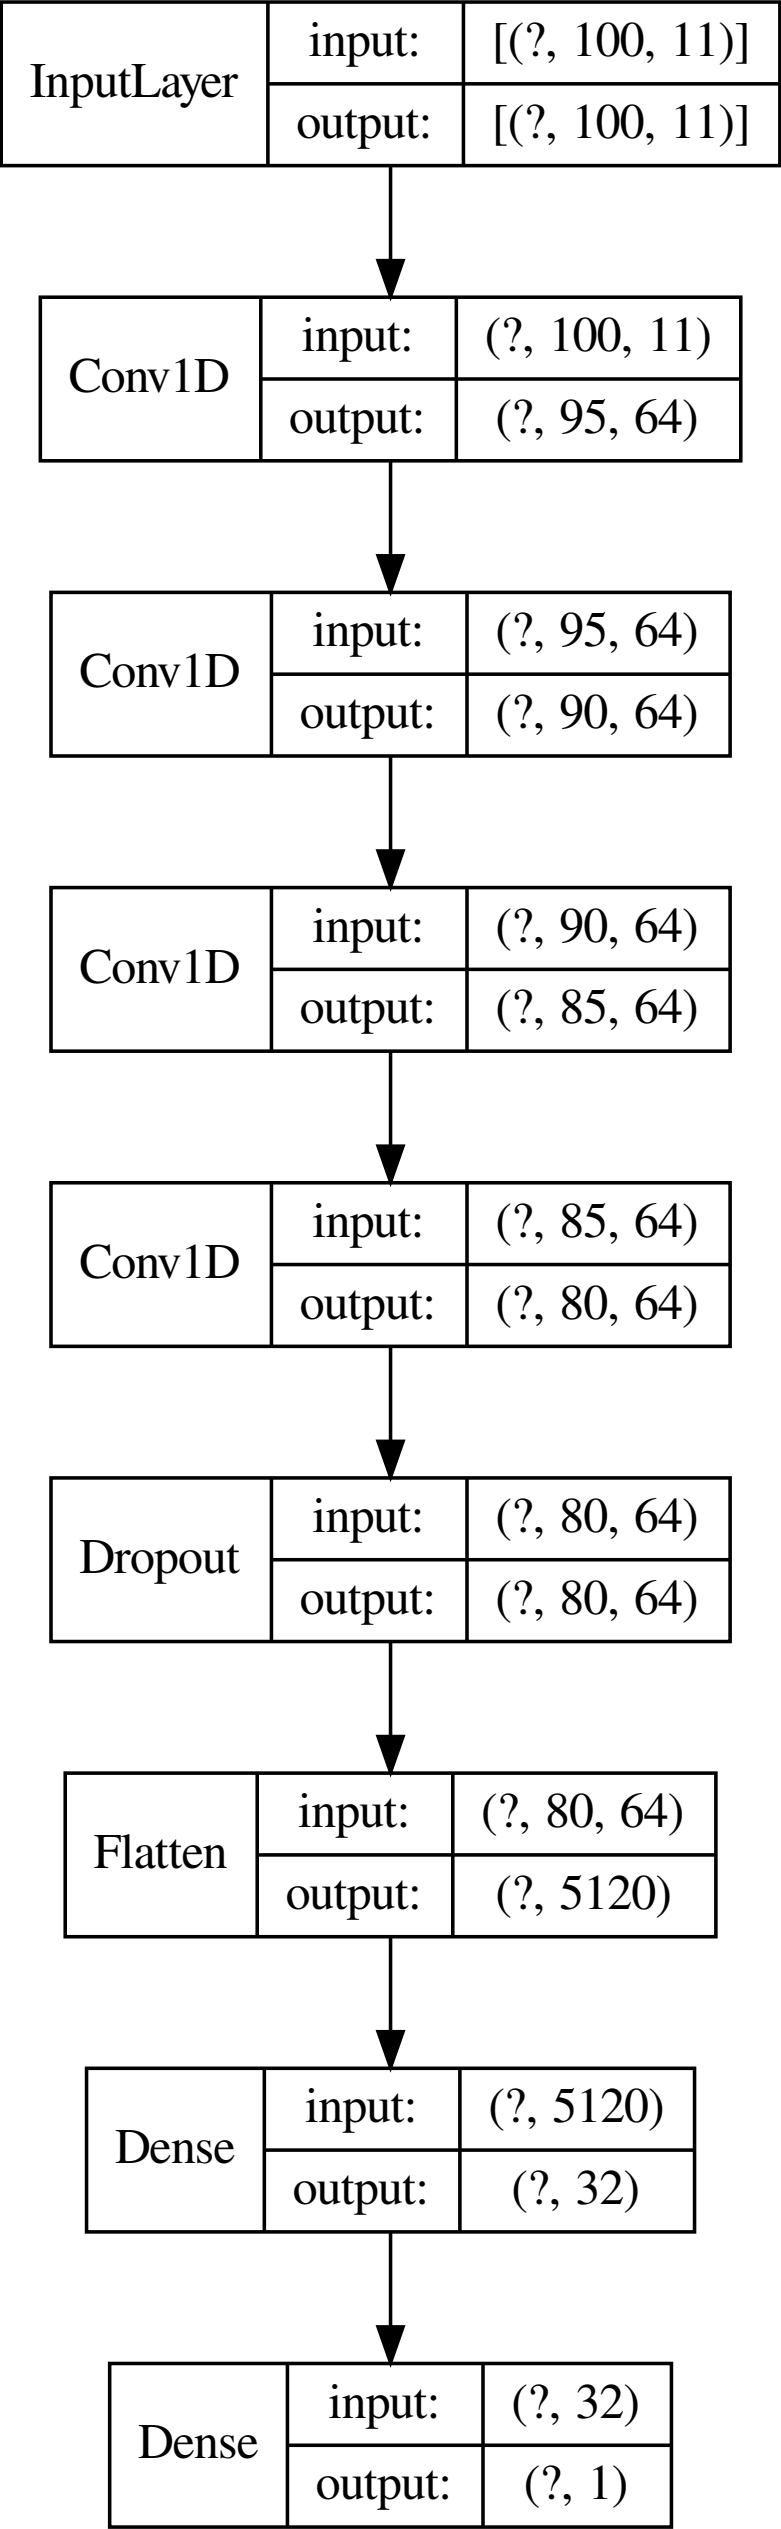 InputLayer
input: [(?, 100, 11)]
output: [(?, 100, 11)]
Conv1D
input: (?, 100, 11)
output: (?, 95, 64)
Conv1D
input: (?, 95, 64)
output: (?, 90, 64)
Conv1D
input: (?, 90, 64)
output: (?, 85, 64)
Conv1D
input: (?, 85, 64)
output: (?, 80, 64)
Dropout
input: (?, 80, 64)
output: (?, 80, 64)
Flatten
input: (?, 80, 64)
output: (?, 5120)
Dense
input: (?, 5120)
output: (?, 32)
Dense
input: (?, 32)
output: (?, 1)